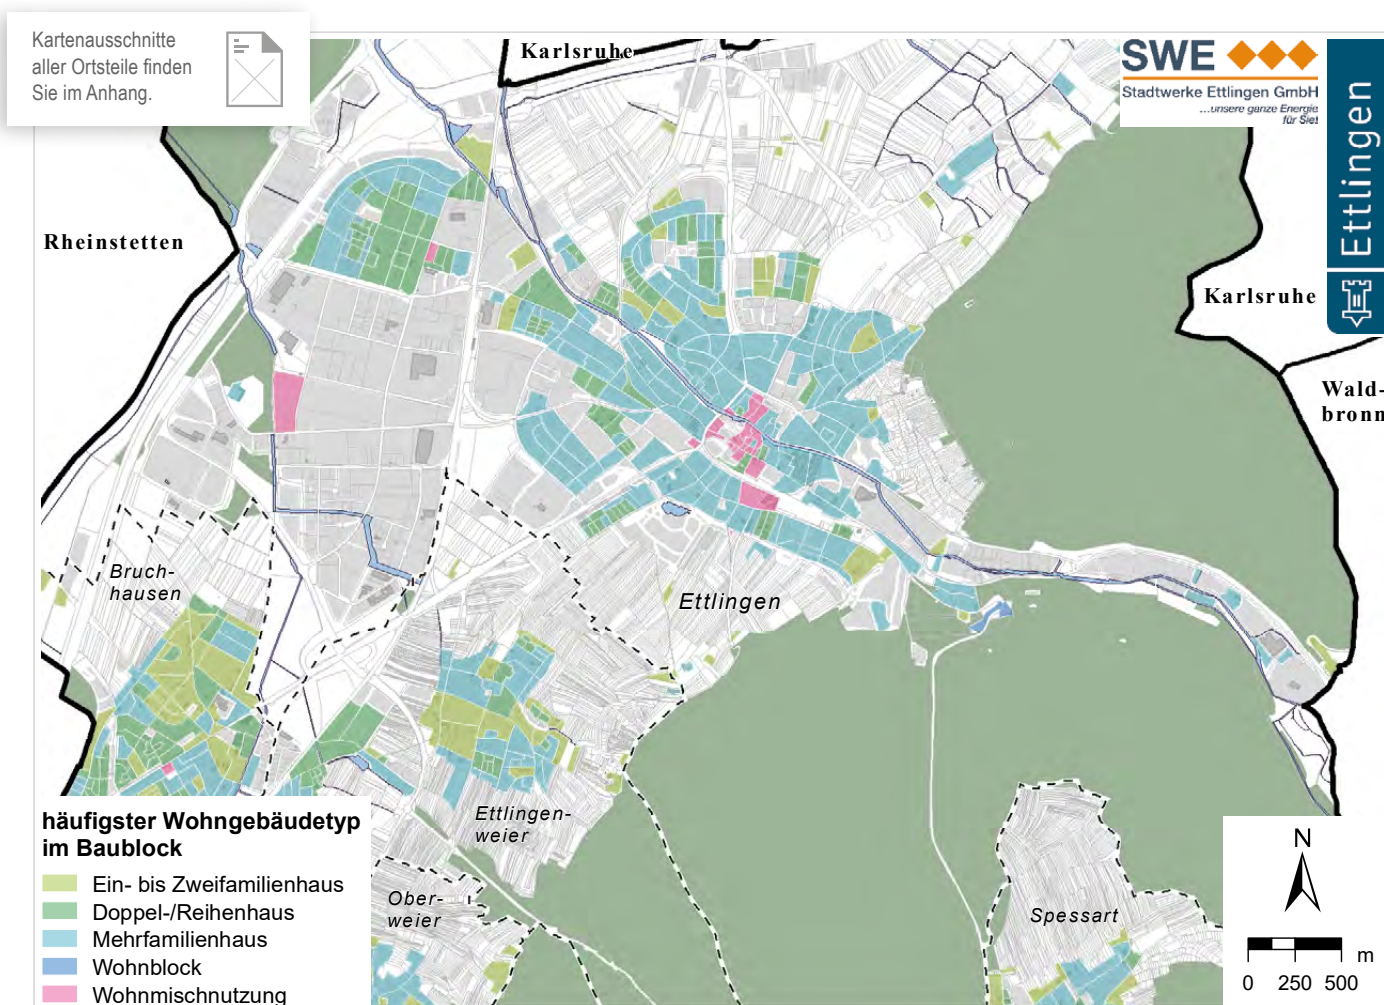 Kartenausschnitte
aller Ortsteile finden
Sie im Anhang.
Karlsruhe
SWE
Stadtwerke Ettlingen GmbH
...unsere ganze Energie
für Sie!
Ettlingen
Rheinstetten
Karlsruhe
Wald-
bronn
Bruch-
hausen
Ettlingen
Ettlingen-
weier
Ober-
weier
Spessart
häufigster Wohngebäudetyp
im Baublock
Ein- bis Zweifamilienhaus
Doppel-/Reihenhaus
Mehrfamilienhaus
Wohnblock
Wohnmischnutzung
N
m
0 250 500